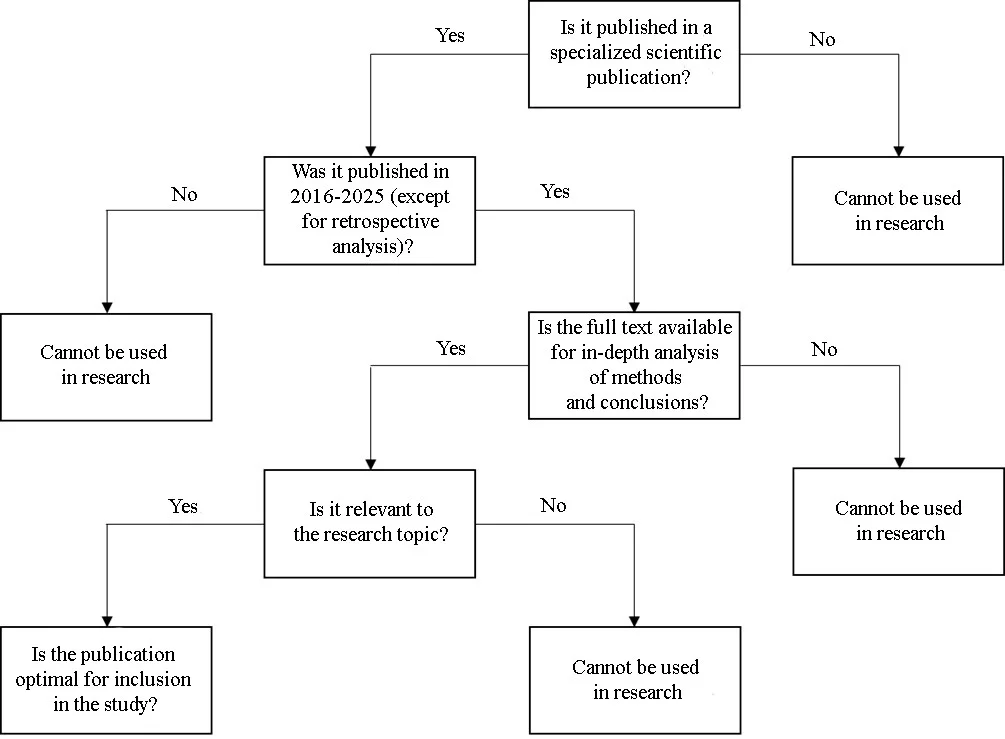 Is it published in a
specialized scientific
publication?
Yes
No
Was it published in
2016-2025 (except
for retrospective
analysis)?
No
Yes
Cannot be used
in research
Cannot be used
in research
Is the full text available
for in-depth analysis
of methods
and conclusions?
Yes
No
Is it relevant to
the research topic?
Yes
No
Cannot be used
in research
Is the publication
optimal for inclusion
in the study?
Cannot be used
in research